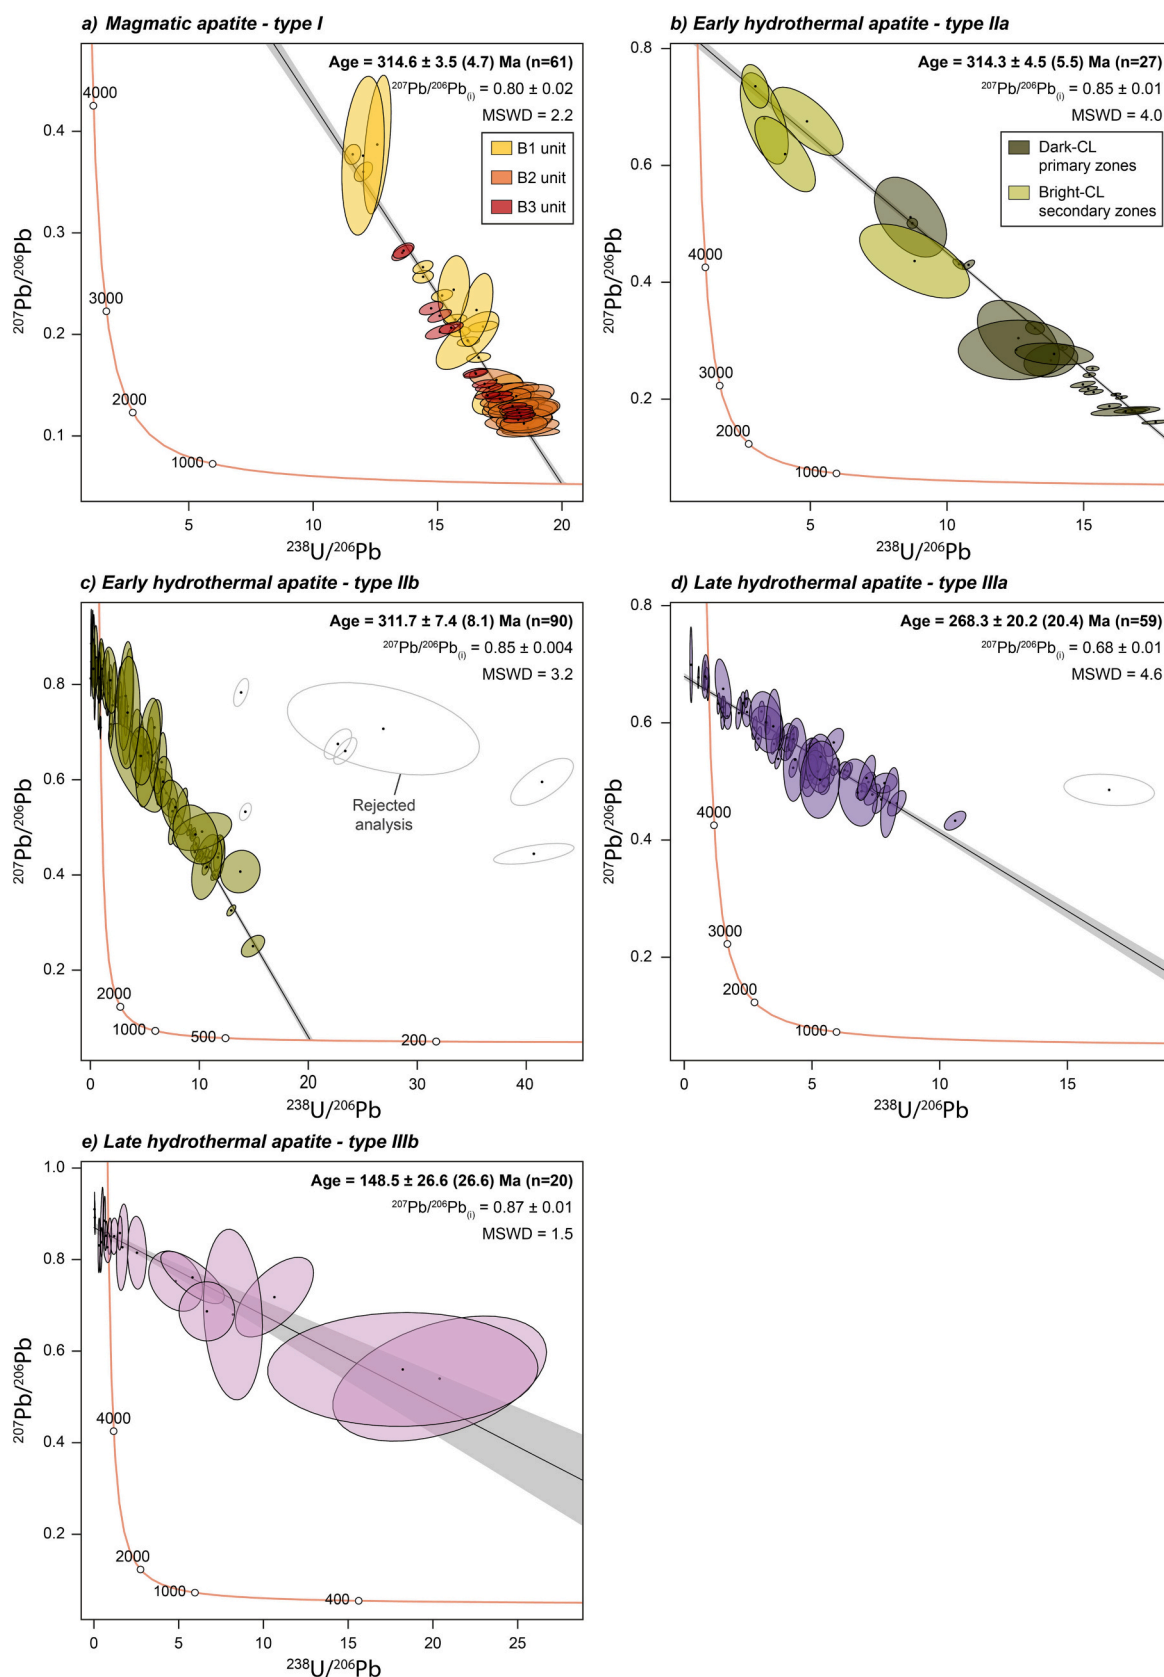 a) Magmatic apatite - type I
Age = 314.6 ± 3.5 (4.7) Ma (n=61)
207Pb/206Pb(i) = 0.80 ± 0.02
MSWD = 2.2
B1 unit
B2 unit
B3 unit
4000
3000
2000
1000
0.4
0.3
0.2
0.1
207Pb/206Pb
5
10
15
20
238U/206Pb
b) Early hydrothermal apatite - type IIa
Age = 314.3 ± 4.5 (5.5) Ma (n=27)
207Pb/206Pb(i) = 0.85 ± 0.01
MSWD = 4.0
Dark-CL
primary zones
Bright-CL
secondary zones
4000
3000
2000
1000
0.8
0.6
0.4
0.2
207Pb/206Pb
5
10
15
238U/206Pb
c) Early hydrothermal apatite - type IIb
Age = 311.7 ± 7.4 (8.1) Ma (n=90)
207Pb/206Pb(i) = 0.85 ± 0.004
MSWD = 3.2
Rejected
analysis
2000
1000
500
200
0.8
0.6
0.4
0.2
207Pb/206Pb
0
10
20
30
40
238U/206Pb
d) Late hydrothermal apatite - type IIIa
Age = 268.3 ± 20.2 (20.4) Ma (n=59)
207Pb/206Pb(i) = 0.68 ± 0.01
MSWD = 4.6
4000
3000
2000
1000
0.8
0.6
0.4
0.2
207Pb/206Pb
0
5
10
15
238U/206Pb
e) Late hydrothermal apatite - type IIIb
Age = 148.5 ± 26.6 (26.6) Ma (n=20)
207Pb/206Pb(i) = 0.87 ± 0.01
MSWD = 1.5
4000
2000
1000
400
1.0
0.8
0.6
0.4
0.2
207Pb/206Pb
0
5
10
15
20
25
238U/206Pb